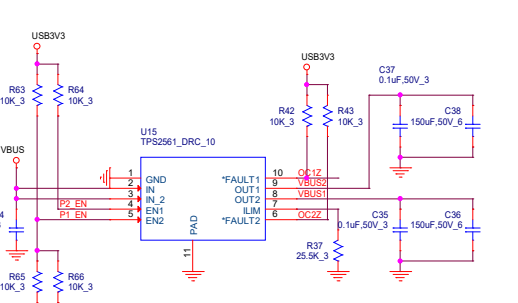 USB3V3
USB3V3
C37
0.1uF,50V_3
R63
R64
10K_3
10K_3
R42
R43
10K_3
10K_3
C38
150uF,50V_6
U15
TPS2561_DRC_10
VBUS
1
GND
*FAULT1
10
OC1Z
2
IN
OUT1
9
VBUS2
3
IN_2
OUT2
8
VBUS1
P2_EN
4
EN1
ILIM
7
P1_EN
5
EN2
*FAULT2
6
OC2Z
PAD
11
C35
C36
0.1uF,50V_3
150uF,50V_6
R37
25.5K_3
R65
R66
10K_3
10K_3